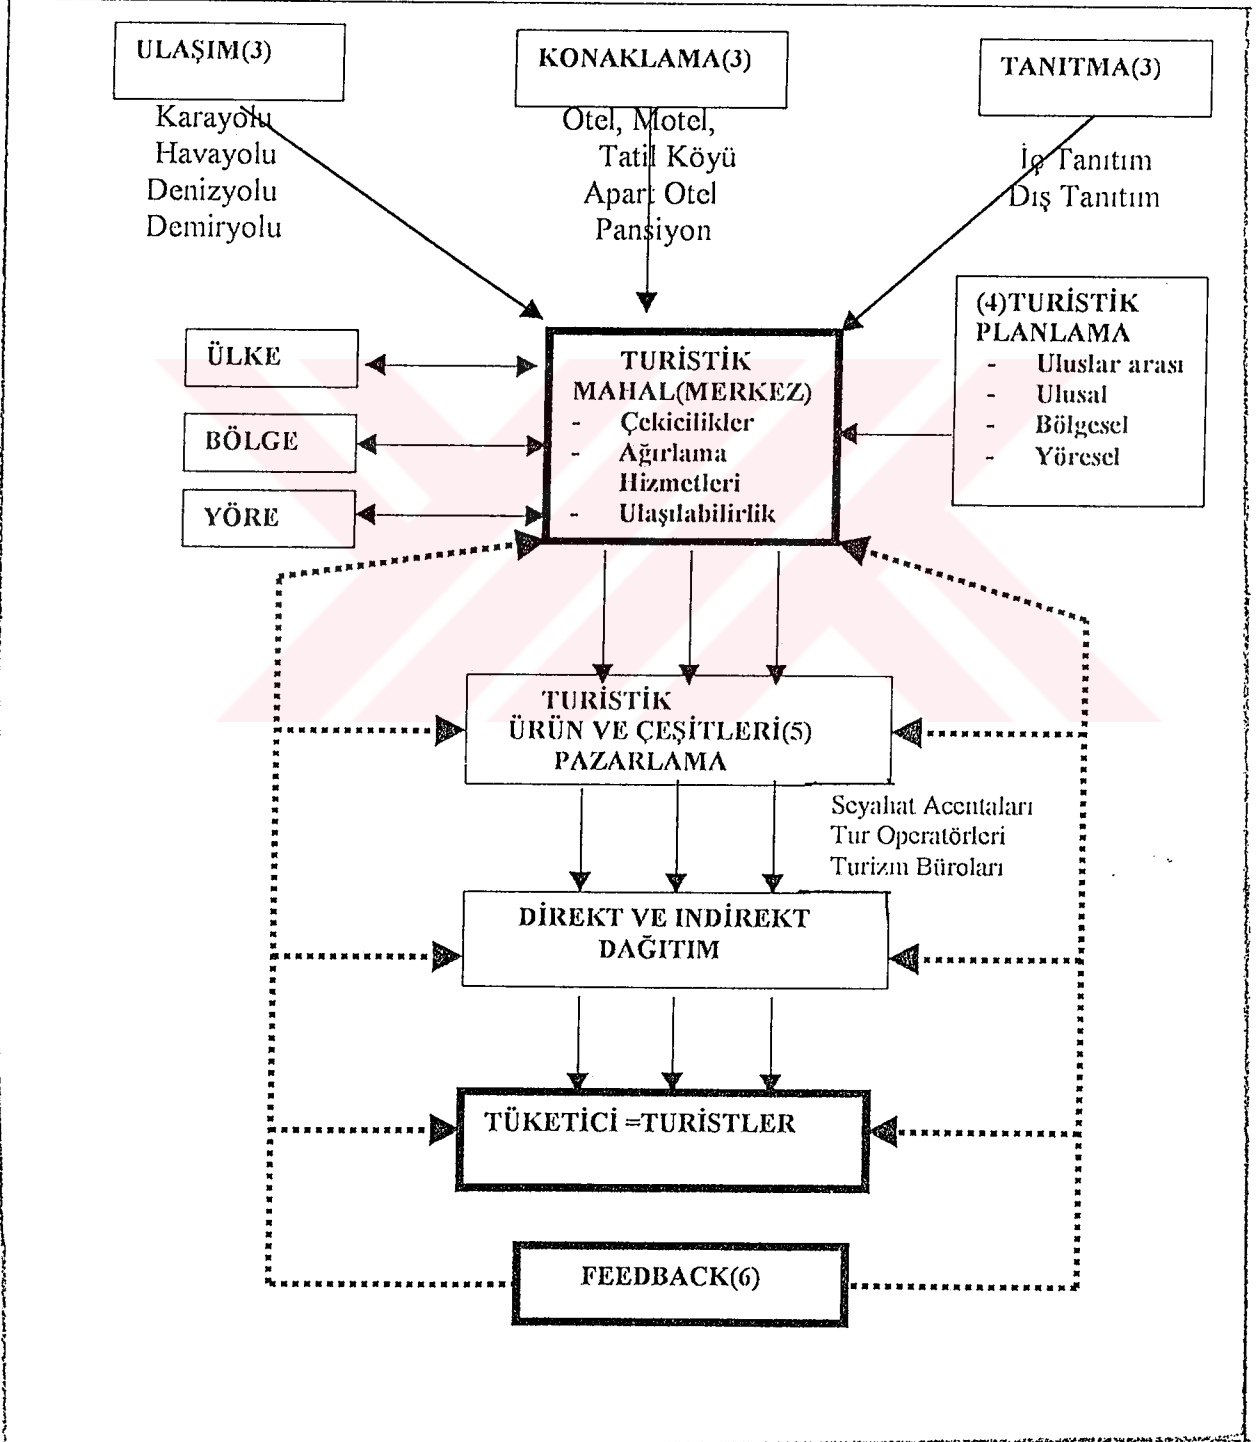 ULAŞIM(3)
Karayolu
Havayolu
Denizyolu
Demiryolu
KONAKLAMA(3)
Otel, Motel,
Tatil Köyü
Apart Otel
Pansiyon
TANITMA(3)
İç Tanıtım
Dış Tanıtım
(4)TURİSTİK
PLANLAMA
- Uluslar arası
- Ulusal
- Bölgesel
- Yöresel
ÜLKE
BÖLGE
YÖRE
TURİSTİK
MAHAL(MERKEZ)
- Çekicilikler
- Ağırlama
Hizmetleri
- Ulaşılabilirlik
TURİSTİK
ÜRÜN VE ÇEŞİTLERİ(5)
PAZARLAMA
Seyahat Acentaları
Tur Operatörleri
Turizm Büroları
DİREKT VE INDİREKT
DAĞITIM
TÜKETİCİ =TURİSTLER
FEEDBACK(6)